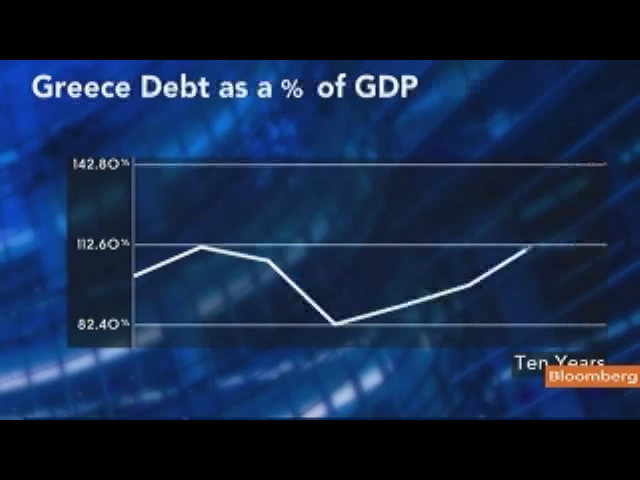 Greece Debt as a % of GDP
142.80%
112.60%
82.40%
Ten Years
Bloomberg